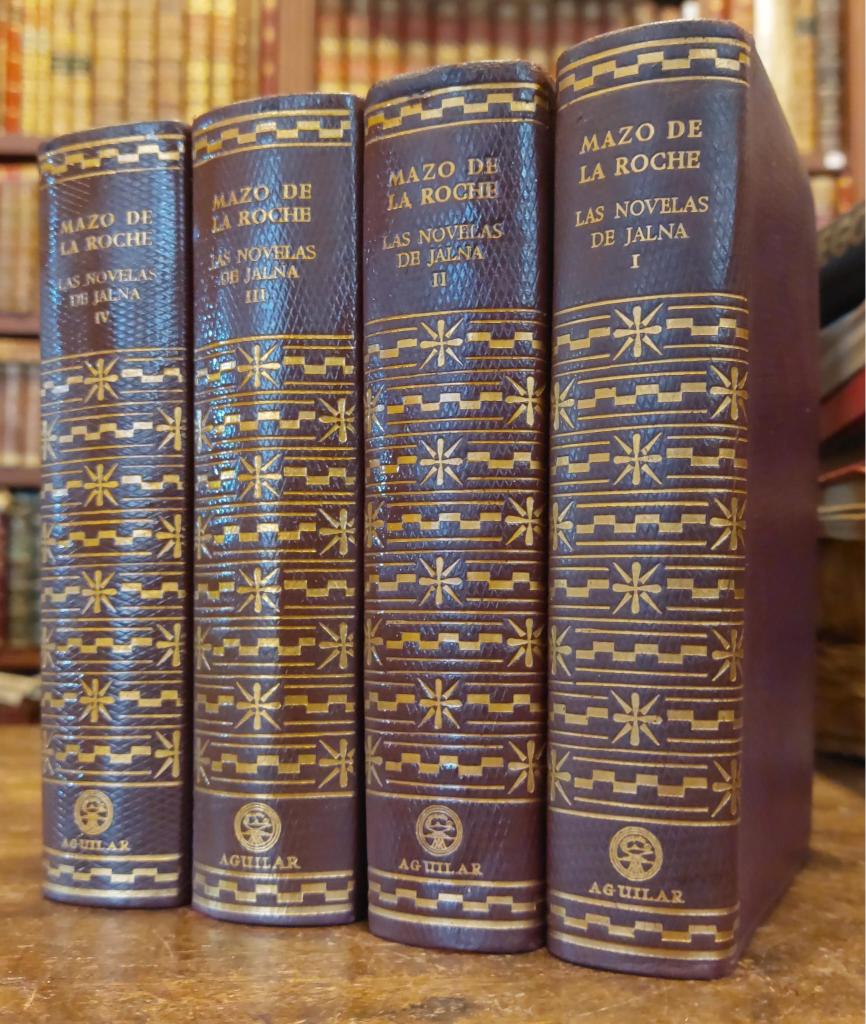 MAZO DE
LA ROCHE
LAS NOVELAS
DE JALNA
IV
AGUILAR
MAZO DE
LA ROCHE
LAS NOVELAS
DE JALNA
III
AGUILAR
MAZO DE
LA ROCHE
LAS NOVELAS
DE JALNA
II
AGUILAR
MAZO DE
LA ROCHE
LAS NOVELAS
DE JALNA
I
AGUILAR